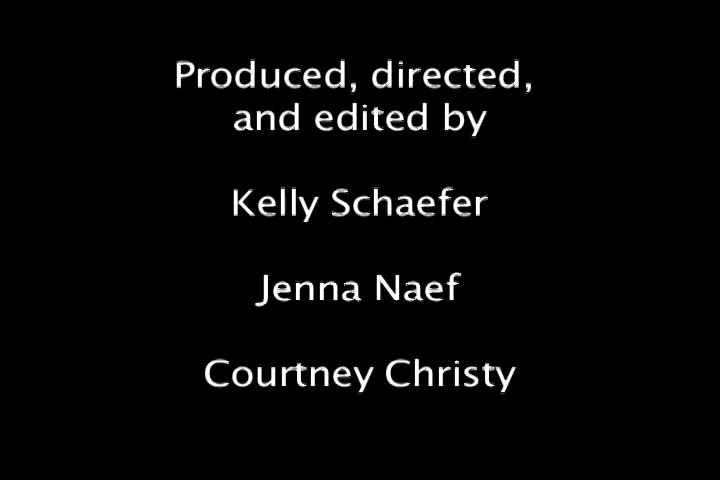 Produced, directed,
and edited by
Kelly Schaefer
Jenna Naef
Courtney Christy